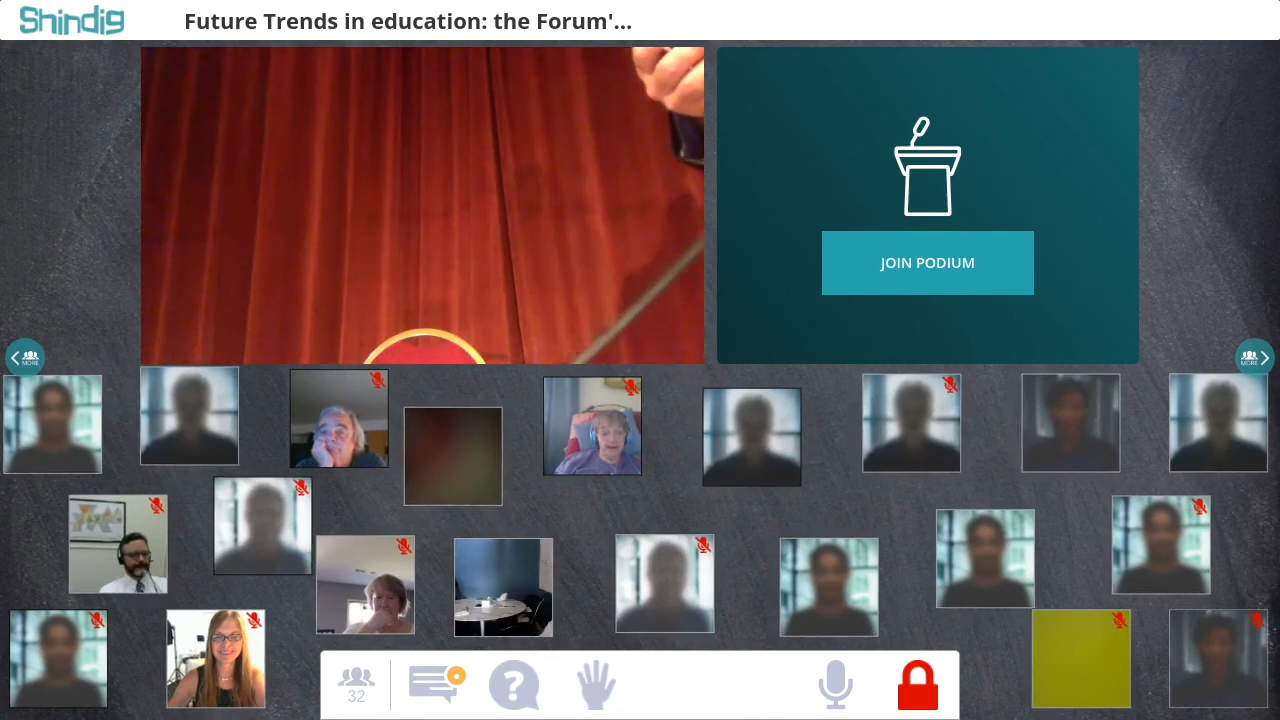 Shindig
Future Trends in education: the Forum'...
JOIN PODIUM
MORE
MORE
32
?